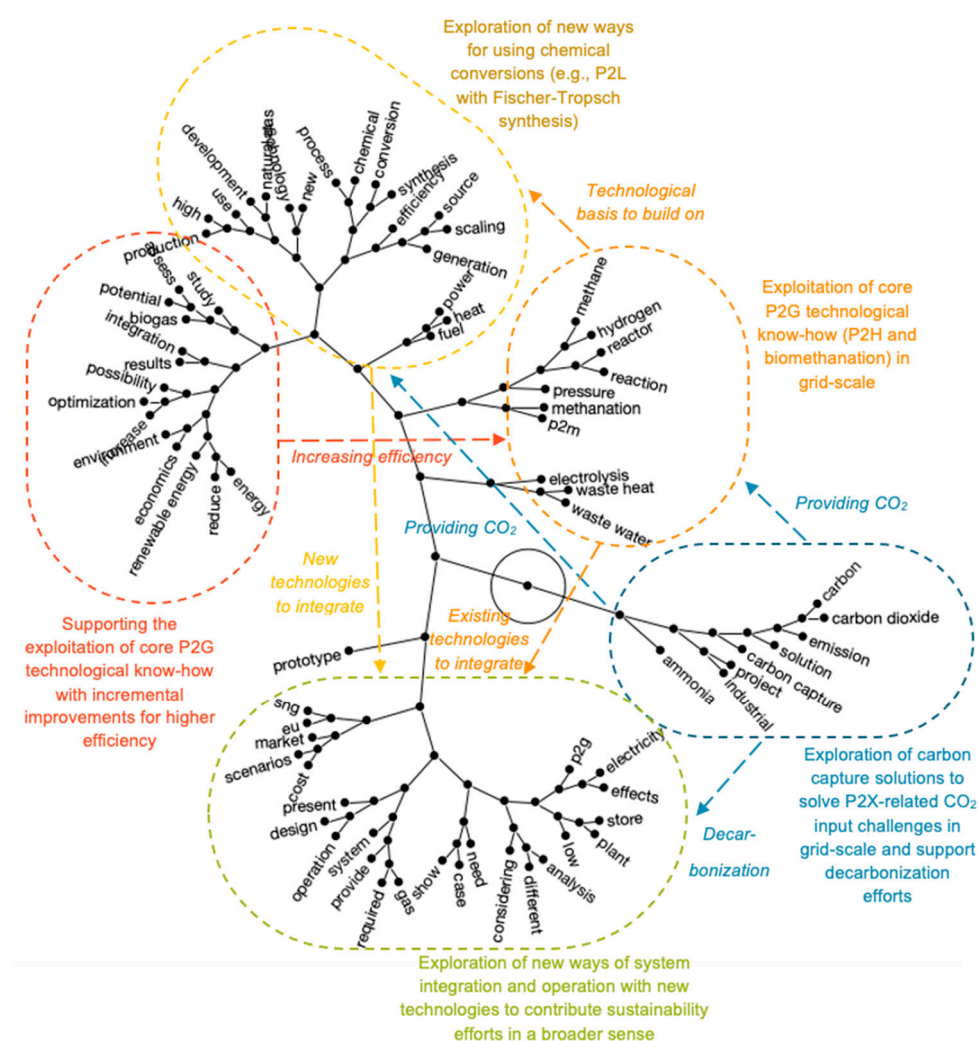 Exploration of new ways
for using chemical
conversions (e.g., P2L
with Fischer-Tropsch
synthesis)
Technological
basis to build on
Exploitation of core
P2G technological
know-how (P2H and
biomethanation) in
grid-scale
production
high
use
development
natural gas
new
process
chemical
conversion
synthesis
efficiency
source
scaling
generation
power
heat
fuel
study
potential
biogas
integration
results
possibility
optimization
increase
environment
economics
renewable energy
reduce
energy
methane
hydrogen
reactor
reaction
pressure
methanation
p2m
electrolysis
waste heat
waste water
Increasing efficiency
Providing CO₂
Providing CO₂
New
technologies
to integrate
Existing
technologies
to integrate
Supporting the
exploitation of core P2G
technological know-how
with incremental
improvements for higher
efficiency
prototype
carbon
carbon dioxide
emission
solution
carbon capture
project
industrial
ammonia
Exploration of carbon
capture solutions to
solve P2X-related CO₂
input challenges in
grid-scale and support
decarbonization
efforts
Decar-
bonization
sng
eu
market
scenarios
cost
present
design
operation
system
provide
required
gas
show
case
need
considering
different
analysis
low
plant
store
effects
electricity
p2g
Exploration of new ways of system
integration and operation with new
technologies to contribute sustainability
efforts in a broader sense